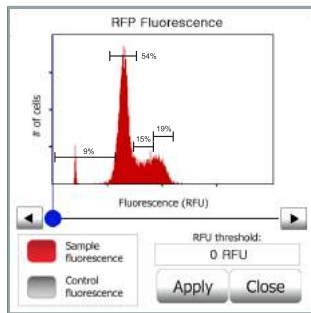 RFP Fluorescence
# of cells
54%
19%
15%
9%
Fluorescence (RFU)
Sample
fluorescence
Control
fluorescence
RFU threshold:
0 RFU
Apply
Close